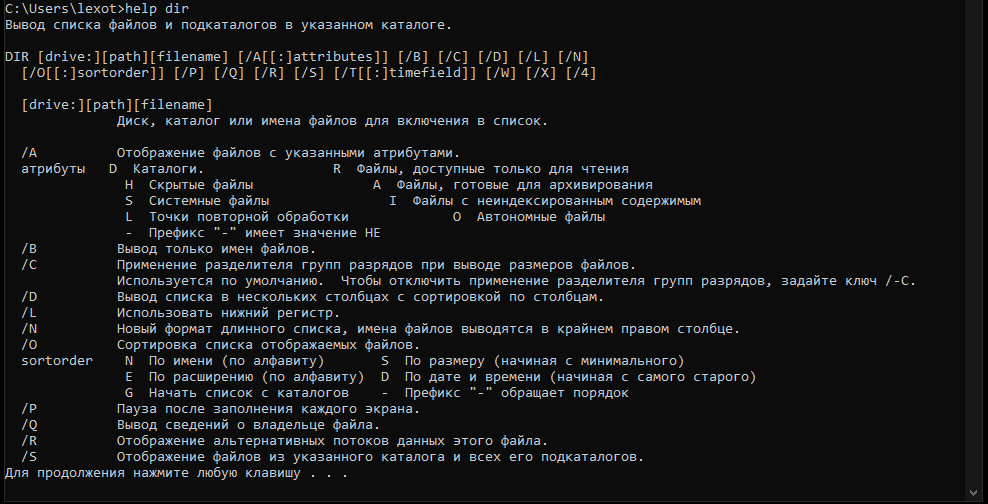 C:\Users\lexot>help dir
Вывод списка файлов и подкаталогов в указанном каталоге.
DIR [drive:][path][filename] [/A[[:]attributes]] [/B] [/C] [/D] [/L] [/N]
[/O[[:]sortorder]] [/P] [/Q] [/R] [/S] [/T[[:]timefield]] [/W] [/X] [/4]
[drive:][path][filename]
Диск, каталог или имена файлов для включения в список.
/A Отображение файлов с указанными атрибутами.
атрибуты D Каталоги. R Файлы, доступные только для чтения
H Скрытые файлы A Файлы, готовые для архивирования
S Системные файлы I Файлы с неиндексированным содержимым
L Точки повторной обработки O Автономные файлы
- Префикс "-" имеет значение НЕ
/B Вывод только имен файлов.
/C Применение разделителя групп разрядов при выводе размеров файлов.
Используется по умолчанию. Чтобы отключить применение разделителя групп разрядов, задайте ключ /-C.
/D Вывод списка в нескольких столбцах с сортировкой по столбцам.
/L Использовать нижний регистр.
/N Новый формат длинного списка, имена файлов выводятся в крайнем правом столбце.
/O Сортировка списка отображаемых файлов.
sortorder N По имени (по алфавиту) S По размеру (начиная с минимального)
E По расширению (по алфавиту) D По дате и времени (начиная с самого старого)
G Начать список с каталогов - Префикс "-" обращает порядок
/P Пауза после заполнения каждого экрана.
/Q Вывод сведений о владельце файла.
/R Отображение альтернативных потоков данных этого файла.
/S Отображение файлов из указанного каталога и всех его подкаталогов.
Для продолжения нажмите любую клавишу . . .